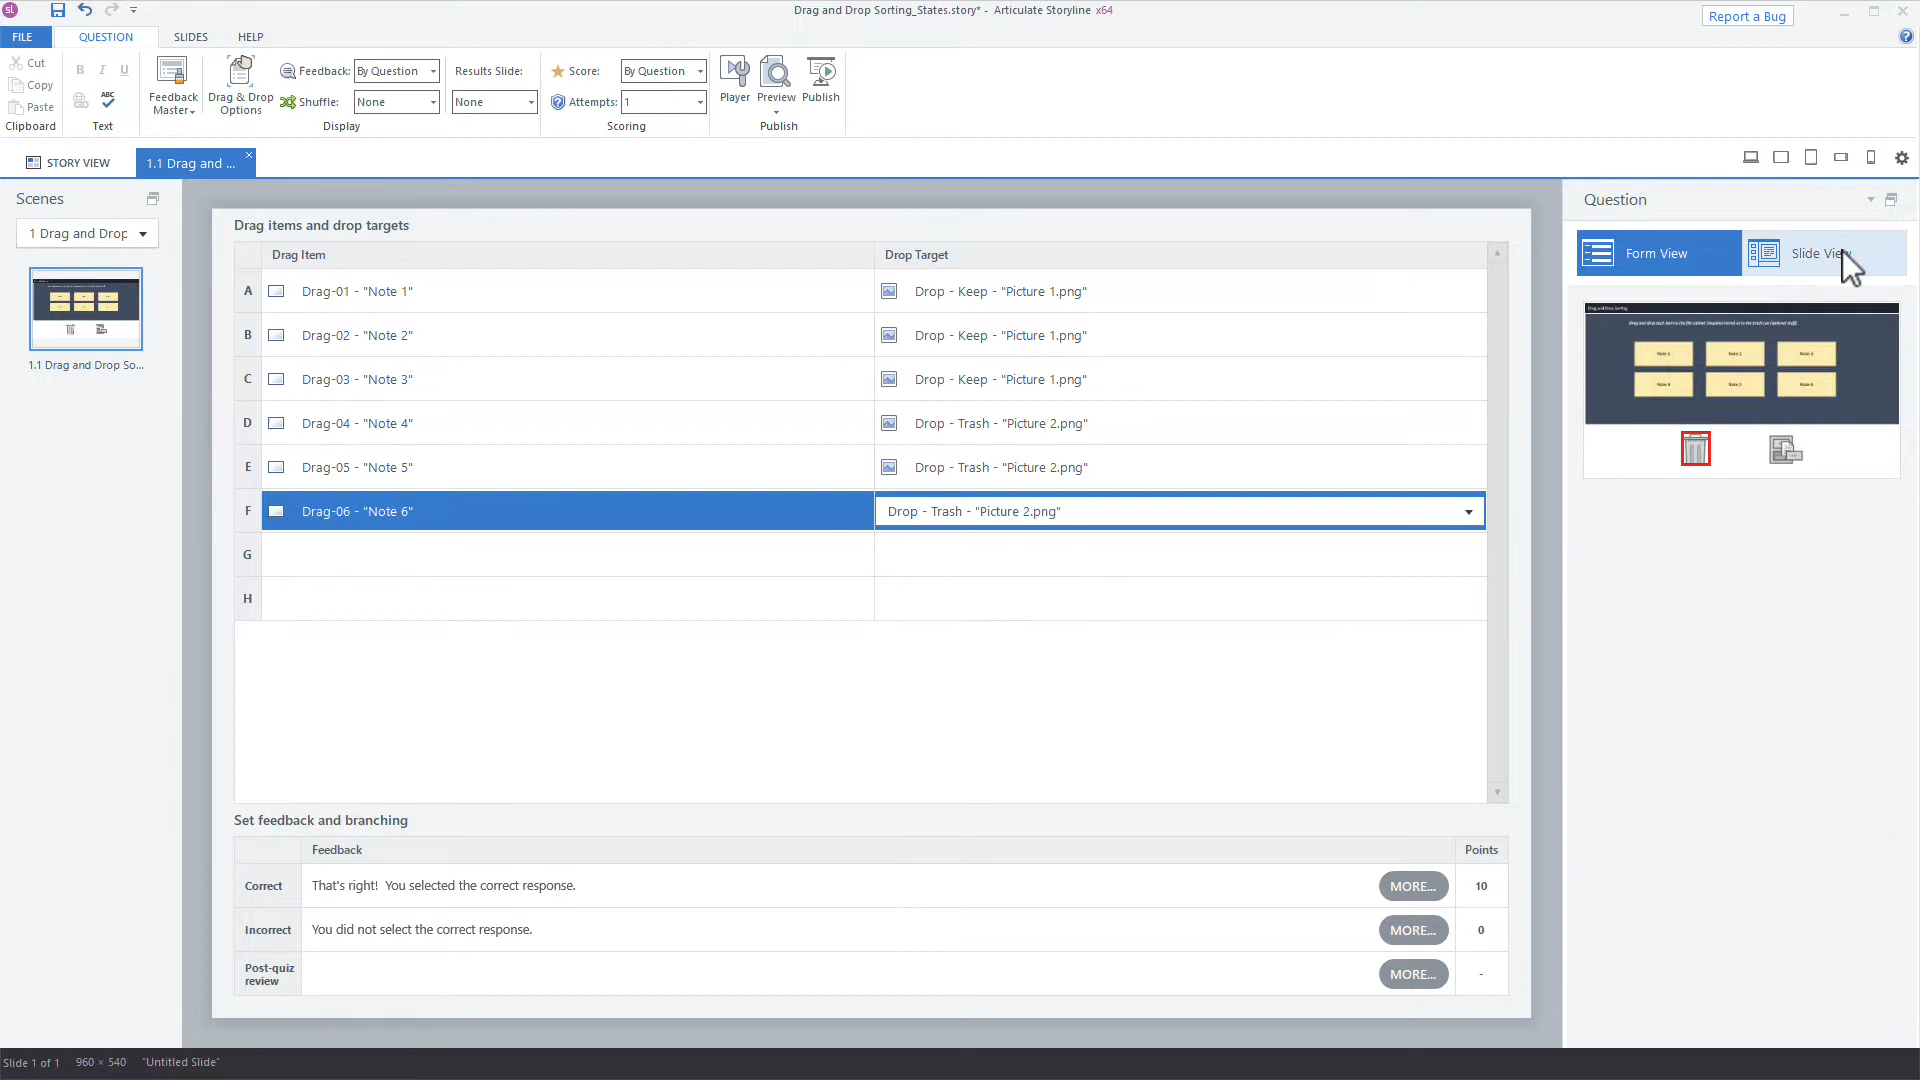 sL
Drag and Drop Sorting_States.story* - Articulate Storyline x64
Report a Bug
FILE
QUESTION
SLIDES
HELP
Cut
Copy
Paste
Clipboard
B I U
ABC
Text
Feedback Master
Drag & Drop Options
Feedback: By Question
Shuffle: None
Display
Results Slide:
None
Score: By Question
Attempts: 1
Scoring
Player
Preview
Publish
Publish
STORY VIEW
1.1 Drag and ...
Scenes
1 Drag and Drop
1.1 Drag and Drop So...
Drag items and drop targets
Drag Item Drop Target
A Drag-01 - "Note 1" Drop - Keep - "Picture 1.png"
B Drag-02 - "Note 2" Drop - Keep - "Picture 1.png"
C Drag-03 - "Note 3" Drop - Keep - "Picture 1.png"
D Drag-04 - "Note 4" Drop - Trash - "Picture 2.png"
E Drag-05 - "Note 5" Drop - Trash - "Picture 2.png"
F Drag-06 - "Note 6" Drop - Trash - "Picture 2.png"
G
H
Set feedback and branching
Feedback Points
Correct That's right! You selected the correct response. MORE... 10
Incorrect You did not select the correct response. MORE... 0
Post-quiz review MORE... -
Question
Form View
Slide View
Drag and Drop Sorting
Slide 1 of 1 960 × 540 "Untitled Slide"